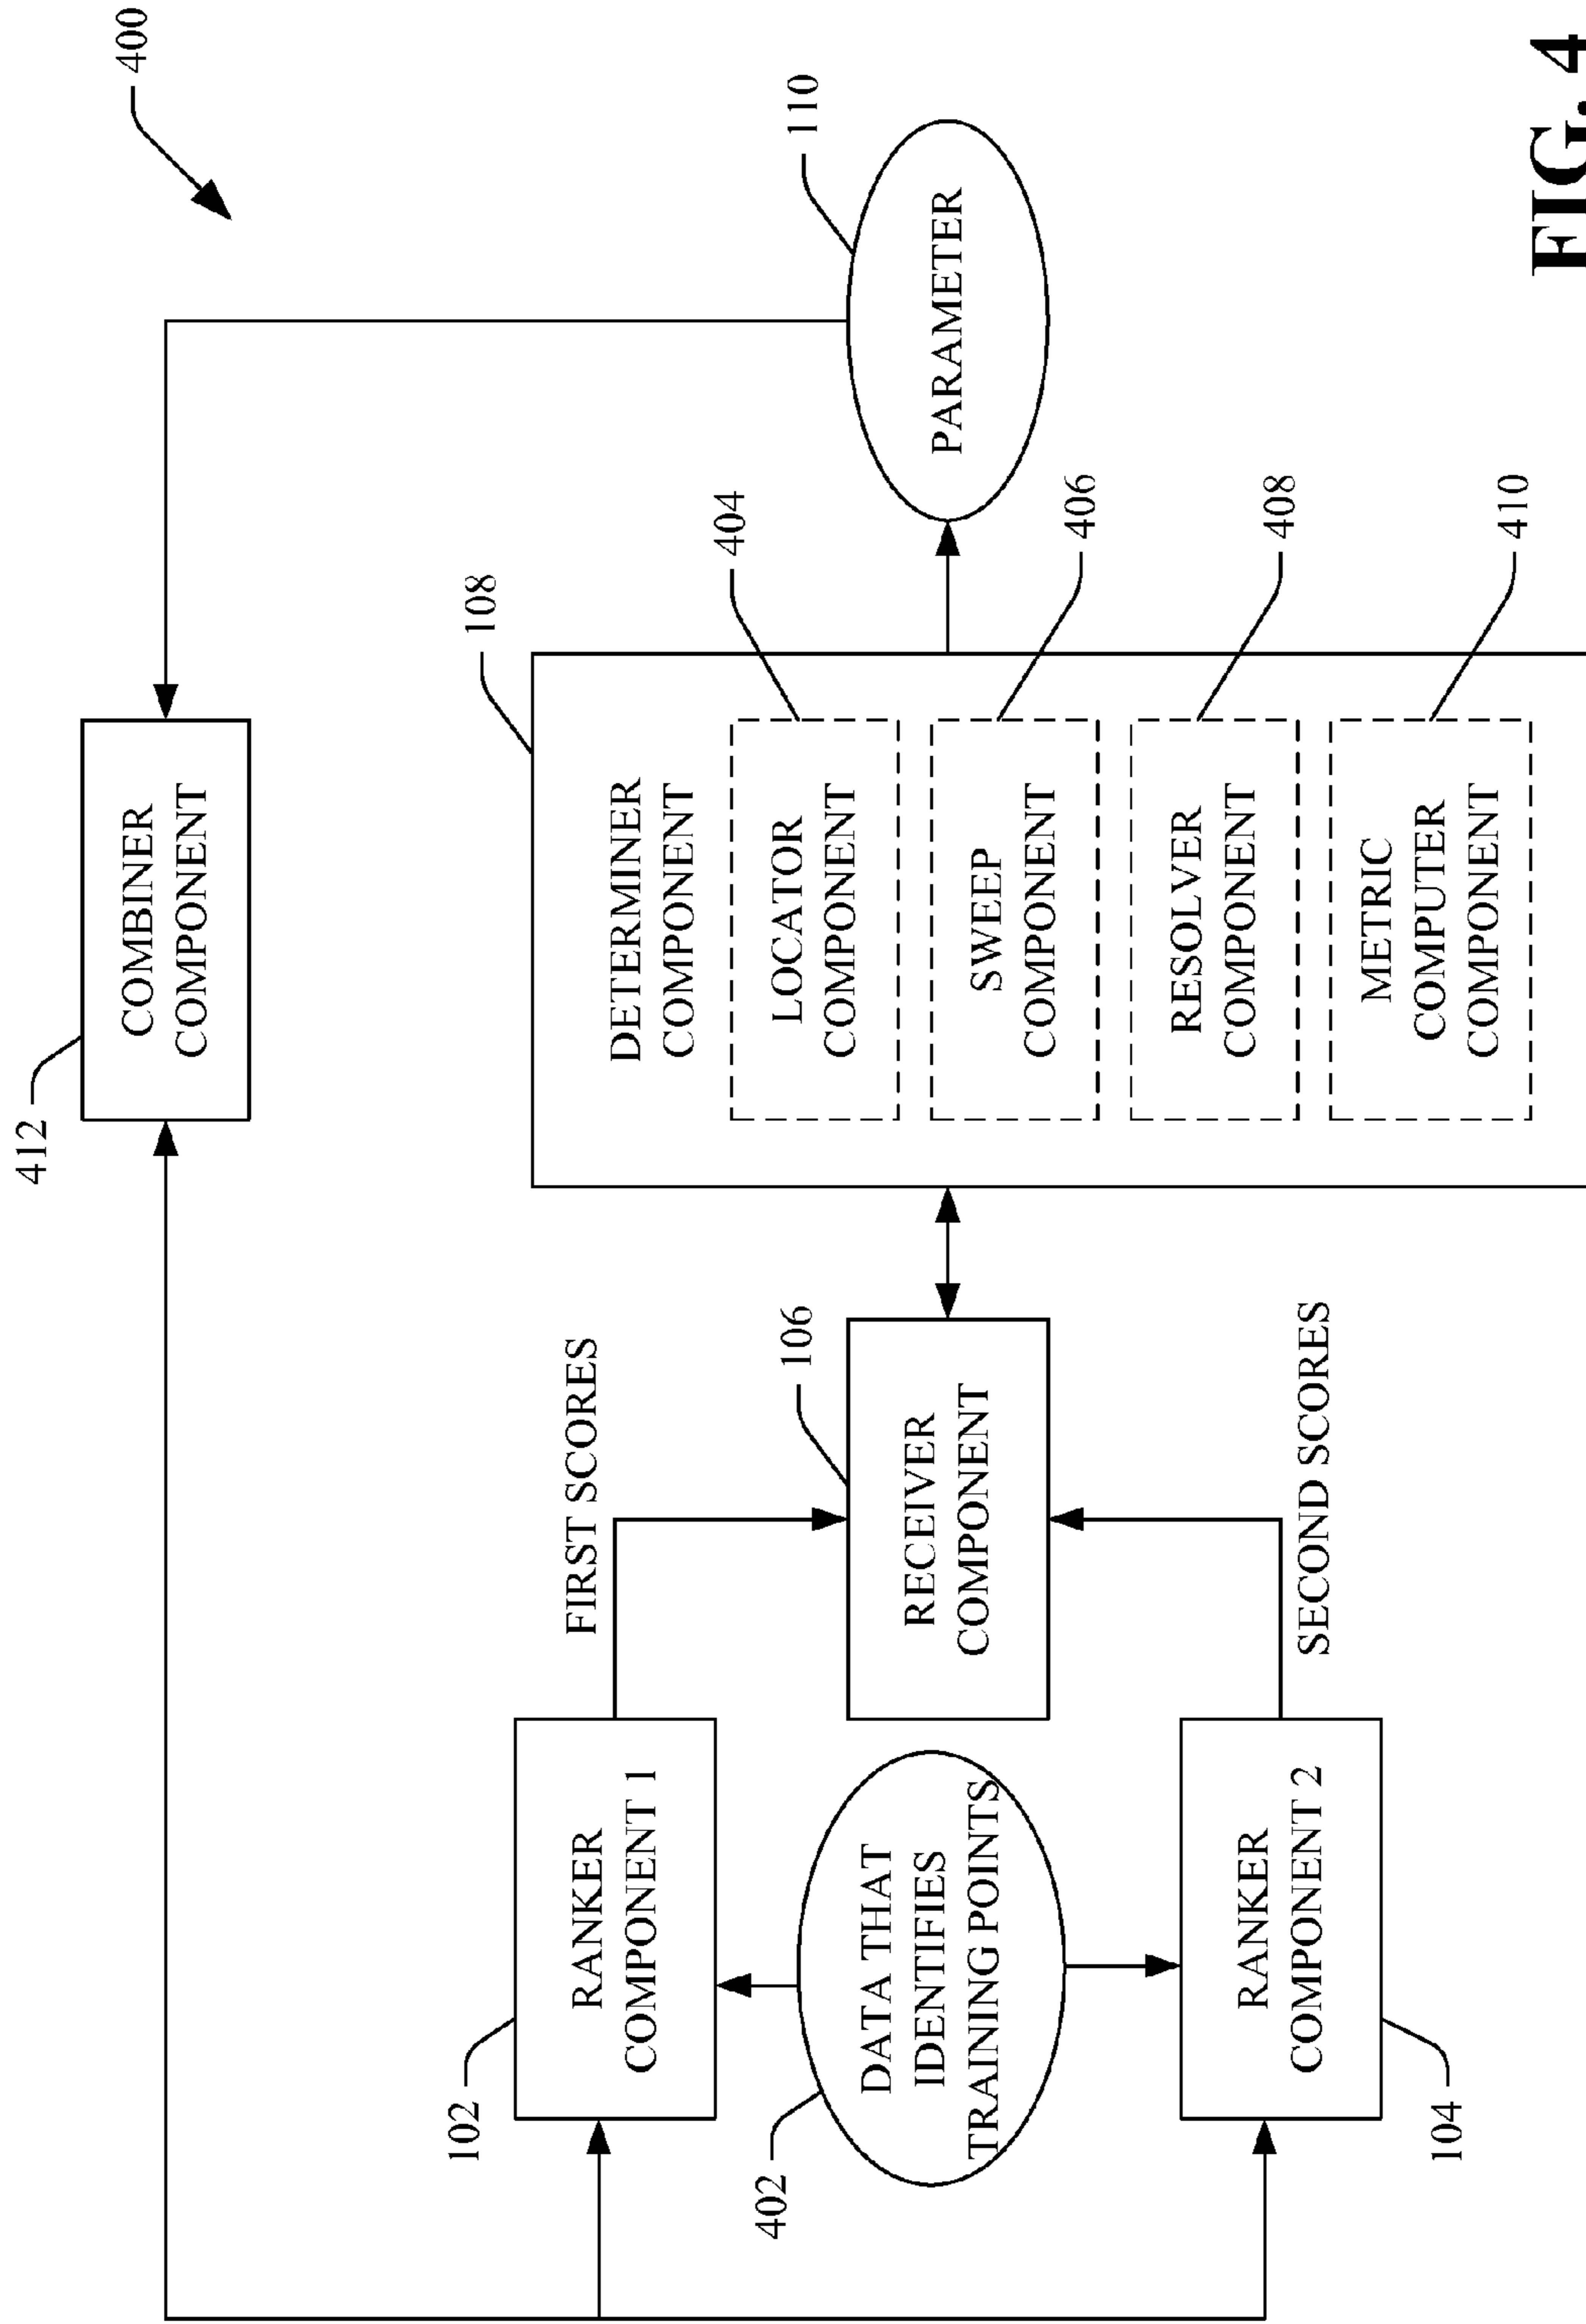 400
412
COMBINER
COMPONENT
108
DETERMINER
COMPONENT
LOCATOR
COMPONENT
404
SWEEP
COMPONENT
406
RESOLVER
COMPONENT
408
METRIC
COMPUTER
COMPONENT
410
110
PARAMETER
FIRST SCORES
106
RECEIVER
COMPONENT
SECOND SCORES
102
RANKER
COMPONENT 1
402
DATA THAT
IDENTIFIES
TRAINING POINTS
RANKER
COMPONENT 2
104
FIG. 4